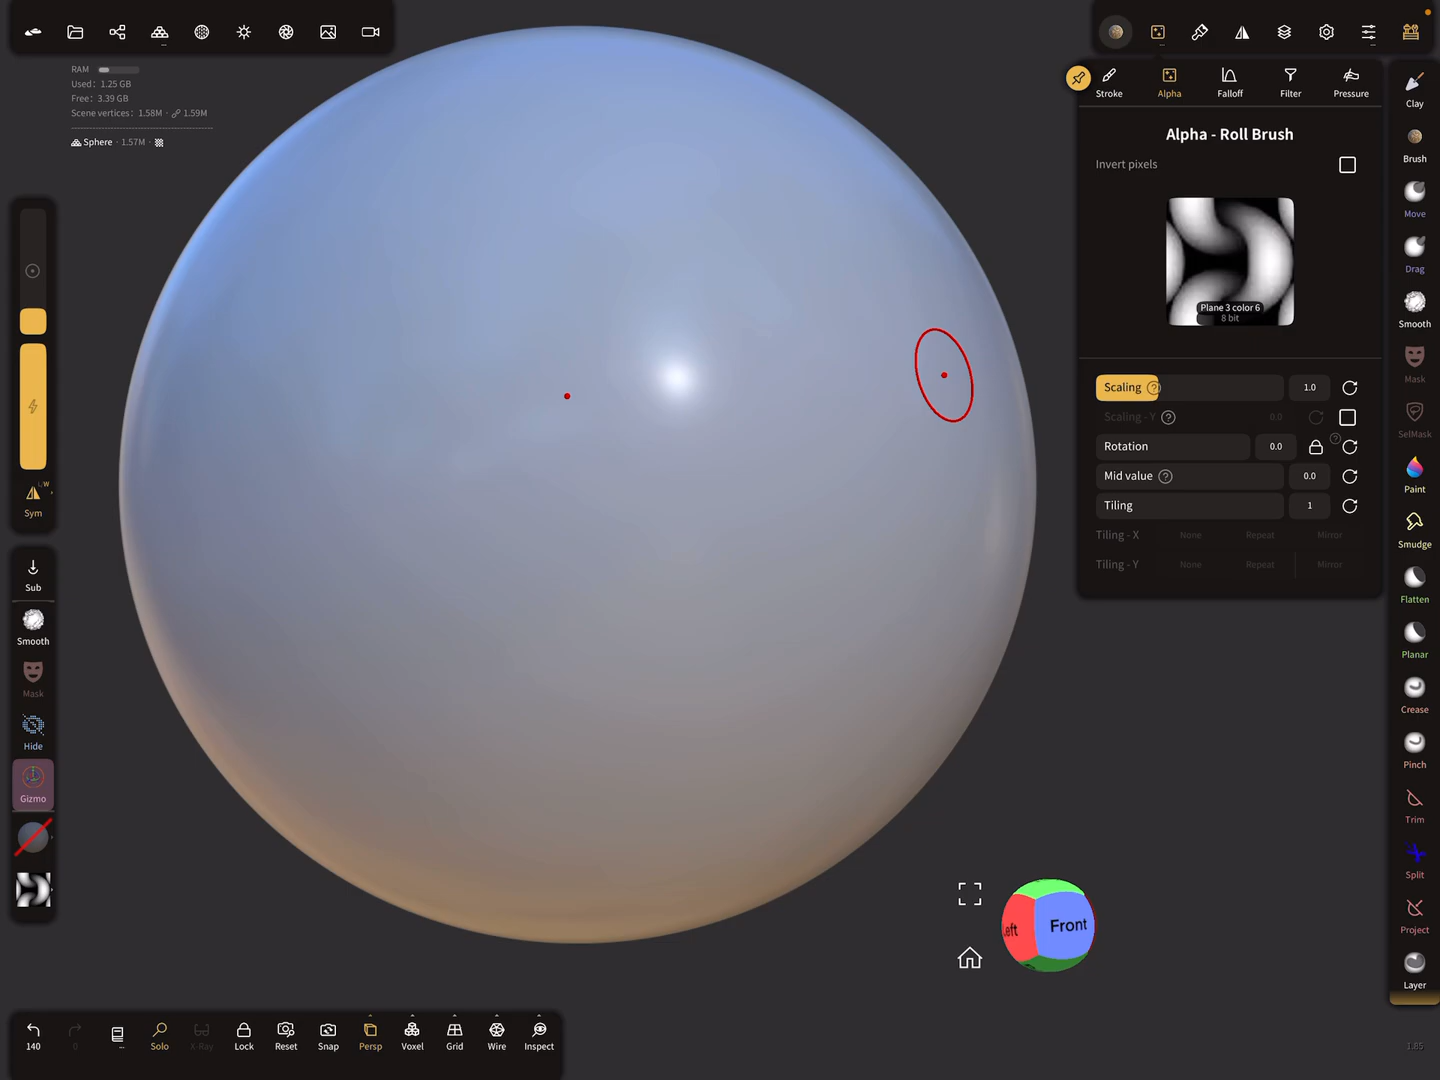 RAM
Used: 1.25 GB
Free: 3.39 GB
Scene vertices: 1.58M · 1.59M
Sphere · 1.57M ·
Sym
Sub
Smooth
Mask
Hide
Gizmo
Stroke
Alpha
Falloff
Filter
Pressure
Alpha - Roll Brush
Invert pixels
Plane 3 color 6
8 bit
Scaling ? 1.0
Scaling - Y ? 0.0
Rotation 0.0 ?
Mid value ? 0.0
Tiling 1
Tiling - X None Repeat Mirror
Tiling - Y None Repeat Mirror
Clay
Brush
Move
Drag
Smooth
Mask
SelMask
Paint
Smudge
Flatten
Planar
Crease
Pinch
Trim
Split
Project
Layer
eft Front
140
0
Solo
X-Ray
Lock
Reset
Snap
Persp
Voxel
Grid
Wire
Inspect
1.85